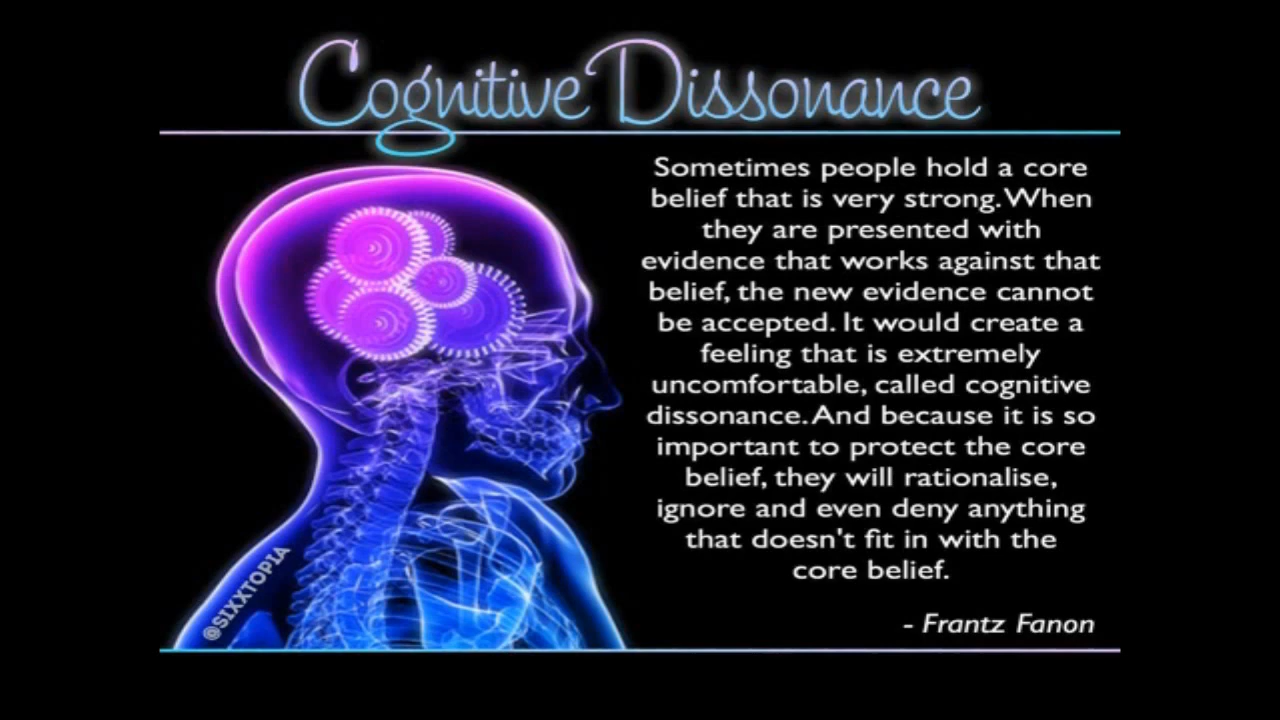 Cognitive Dissonance
Sometimes people hold a core
belief that is very strong. When
they are presented with
evidence that works against that
belief, the new evidence cannot
be accepted. It would create a
feeling that is extremely
uncomfortable, called cognitive
dissonance. And because it is so
important to protect the core
belief, they will rationalise,
ignore and even deny anything
that doesn't fit in with the
core belief.
- Frantz Fanon
@SIXXTOPIA